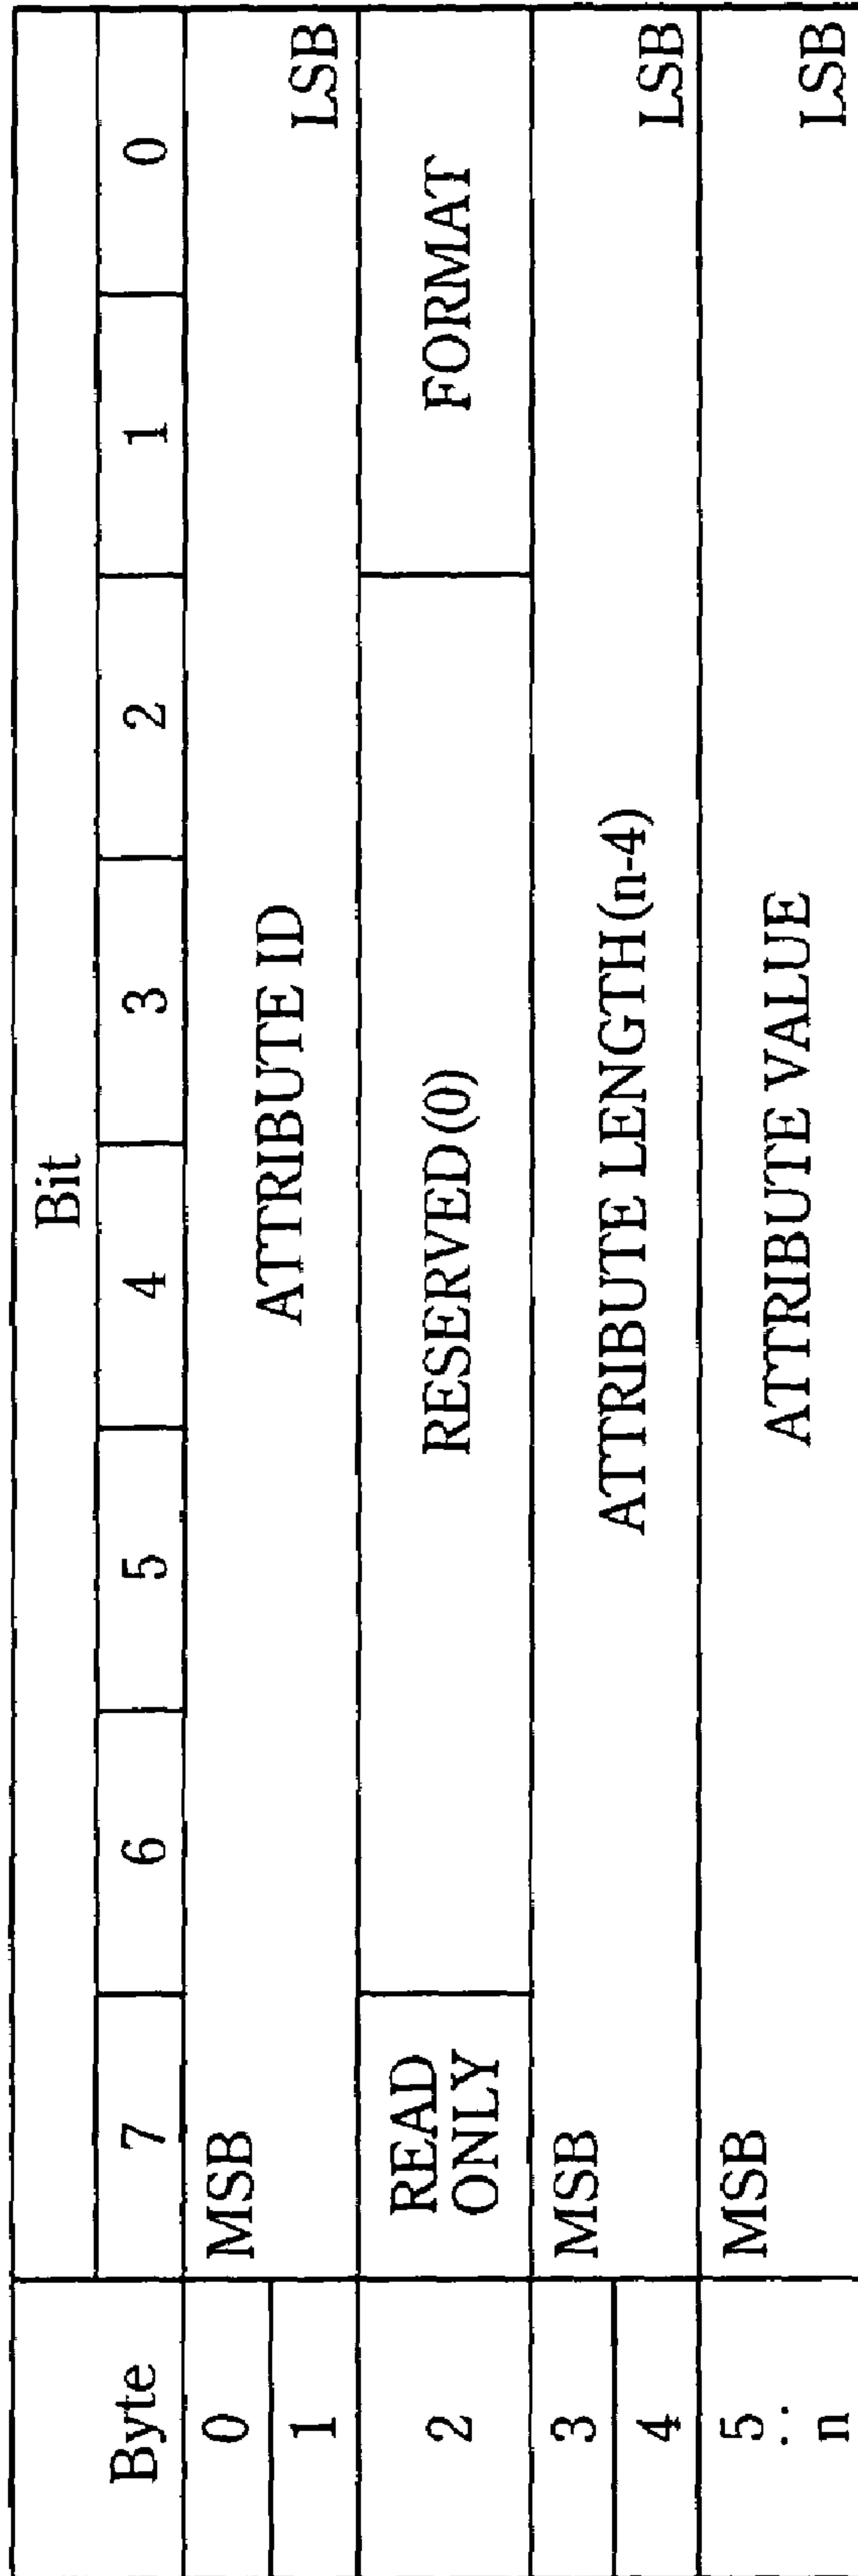 Bit
Byte 7 6 5 4 3 2 1 0
0 MSB
ATTRIBUTE ID
1 LSB
2 READ ONLY RESERVED (0) FORMAT
3 MSB
ATTRIBUTE LENGTH (n-4)
4 LSB
5 MSB
:
ATTRIBUTE VALUE
n LSB